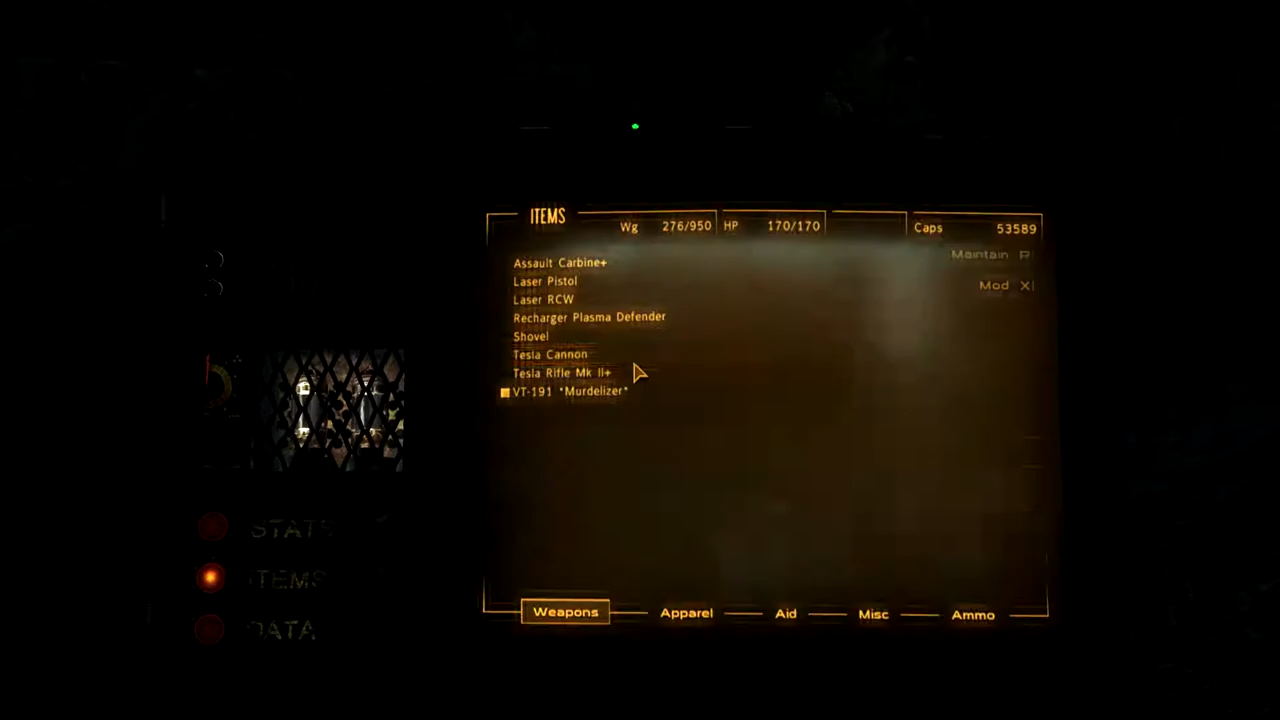 ITEMS
Wg 276/950 HP 170/170 Caps 53589
Assault Carbine+
Maintain R
Laser Pistol
Mod X
Laser RCW
Recharger Plasma Defender
Shovel
Tesla Cannon
Tesla Rifle Mk II+
VT-191 "Murdelizer"
STATS
ITEMS
DATA
Weapons Apparel Aid Misc Ammo